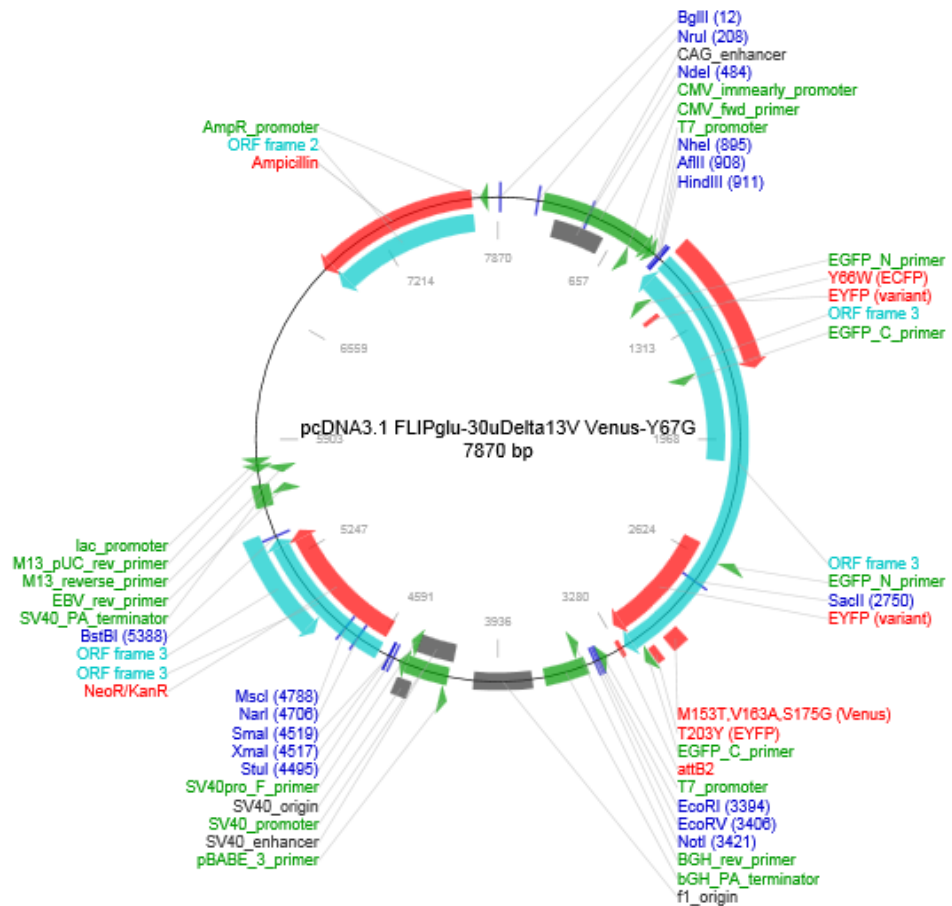 BglII (12)
NruI (208)
CAG_enhancer
NdeI (484)
CMV_immearly_promoter
CMV_fwd_primer
T7_promoter
NheI (895)
AflII (908)
HindIII (911)
AmpR_promoter
ORF frame 2
Ampicillin
EGFP_N_primer
Y66W (ECFP)
EYFP (variant)
ORF frame 3
EGFP_C_primer
7870
657
7214
1313
6559
pcDNA3.1 FLIPglu-30uDelta13V Venus-Y67G
7870 bp
5903
1968
5247
2624
4591
3280
3936
lac_promoter
M13_pUC_rev_primer
M13_reverse_primer
EBV_rev_primer
SV40_PA_terminator
BstBI (5388)
ORF frame 3
ORF frame 3
NeoR/KanR
ORF frame 3
EGFP_N_primer
SacII (2750)
EYFP (variant)
MscI (4788)
NarI (4706)
SmaI (4519)
XmaI (4517)
StuI (4495)
SV40pro_F_primer
SV40_origin
SV40_promoter
SV40_enhancer
pBABE_3_primer
M153T,V163A,S175G (Venus)
T203Y (EYFP)
EGFP_C_primer
attB2
T7_promoter
EcoRI (3394)
EcoRV (3406)
NotI (3421)
BGH_rev_primer
bGH_PA_terminator
f1_origin